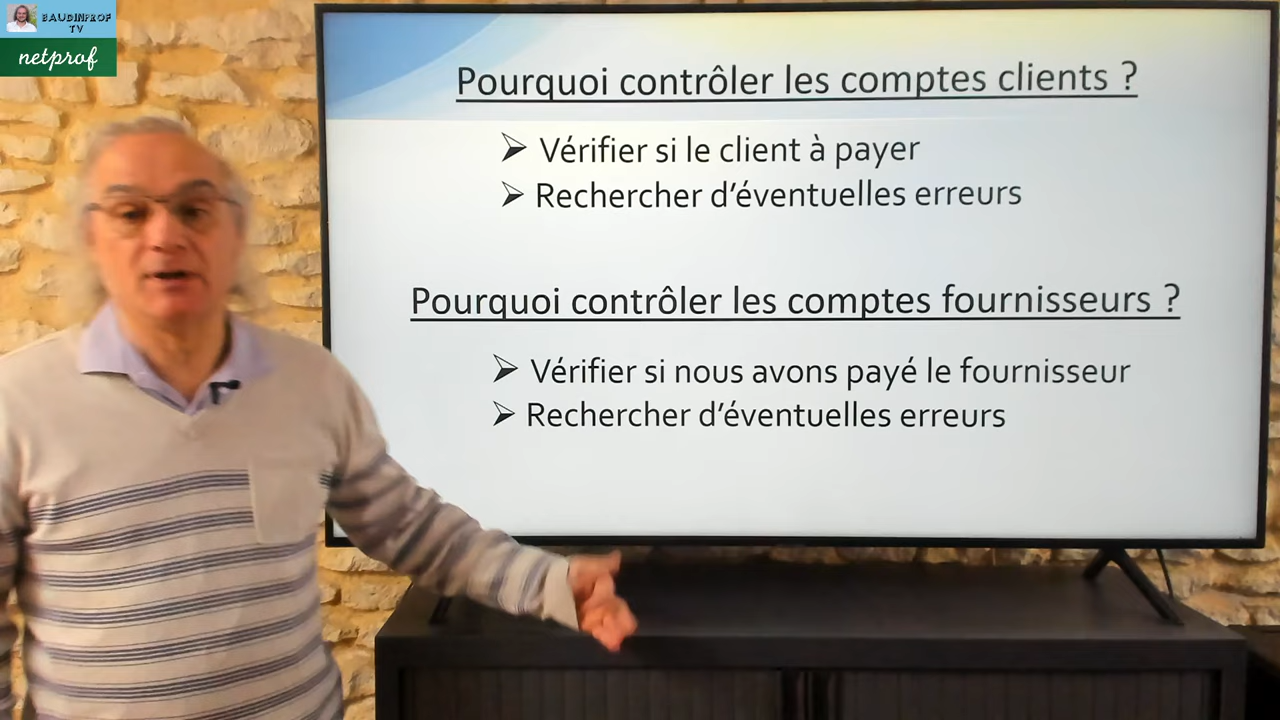 BAUDINPROF
TV
netprof
Pourquoi contrôler les comptes clients ?
Vérifier si le client à payer
Rechercher d'éventuelles erreurs
Pourquoi contrôler les comptes fournisseurs ?
Vérifier si nous avons payé le fournisseur
Rechercher d'éventuelles erreurs